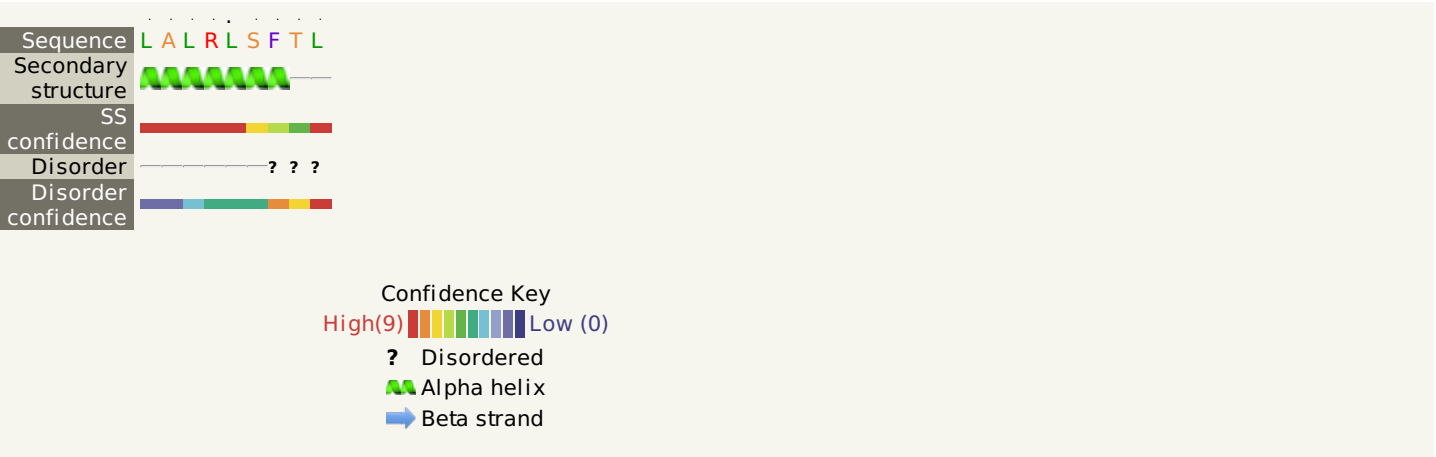 Sequence L A L R L S F T L
Secondary
structure
SS
confidence
Disorder ? ? ?
Disorder
confidence
Confidence Key
High(9) Low (0)
? Disordered
Alpha helix
Beta strand